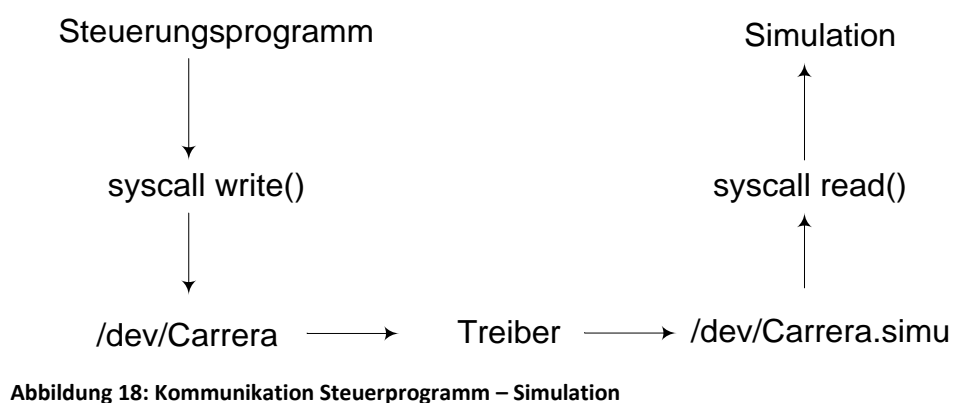 Steuerungsprogramm Simulation
syscall write() syscall read()
/dev/Carrera Treiber /dev/Carrera.simu
Abbildung 18: Kommunikation Steuerprogramm – Simulation